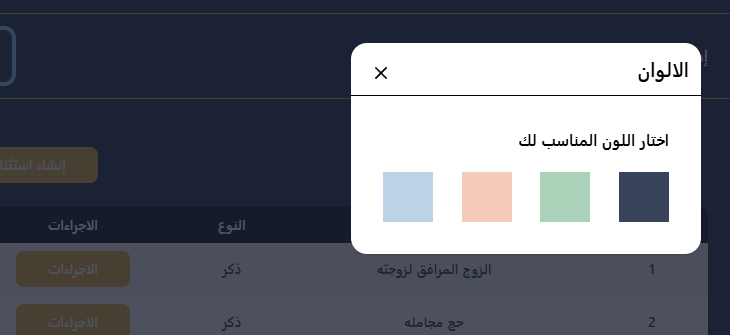 الالوان
اختار اللون المناسب لك
إنشاء استثنا
النوع الاجراءات
1 الزوج المرافق لزوجته ذكر الاجراءات
2 حج مجامله ذكر الاجراءات